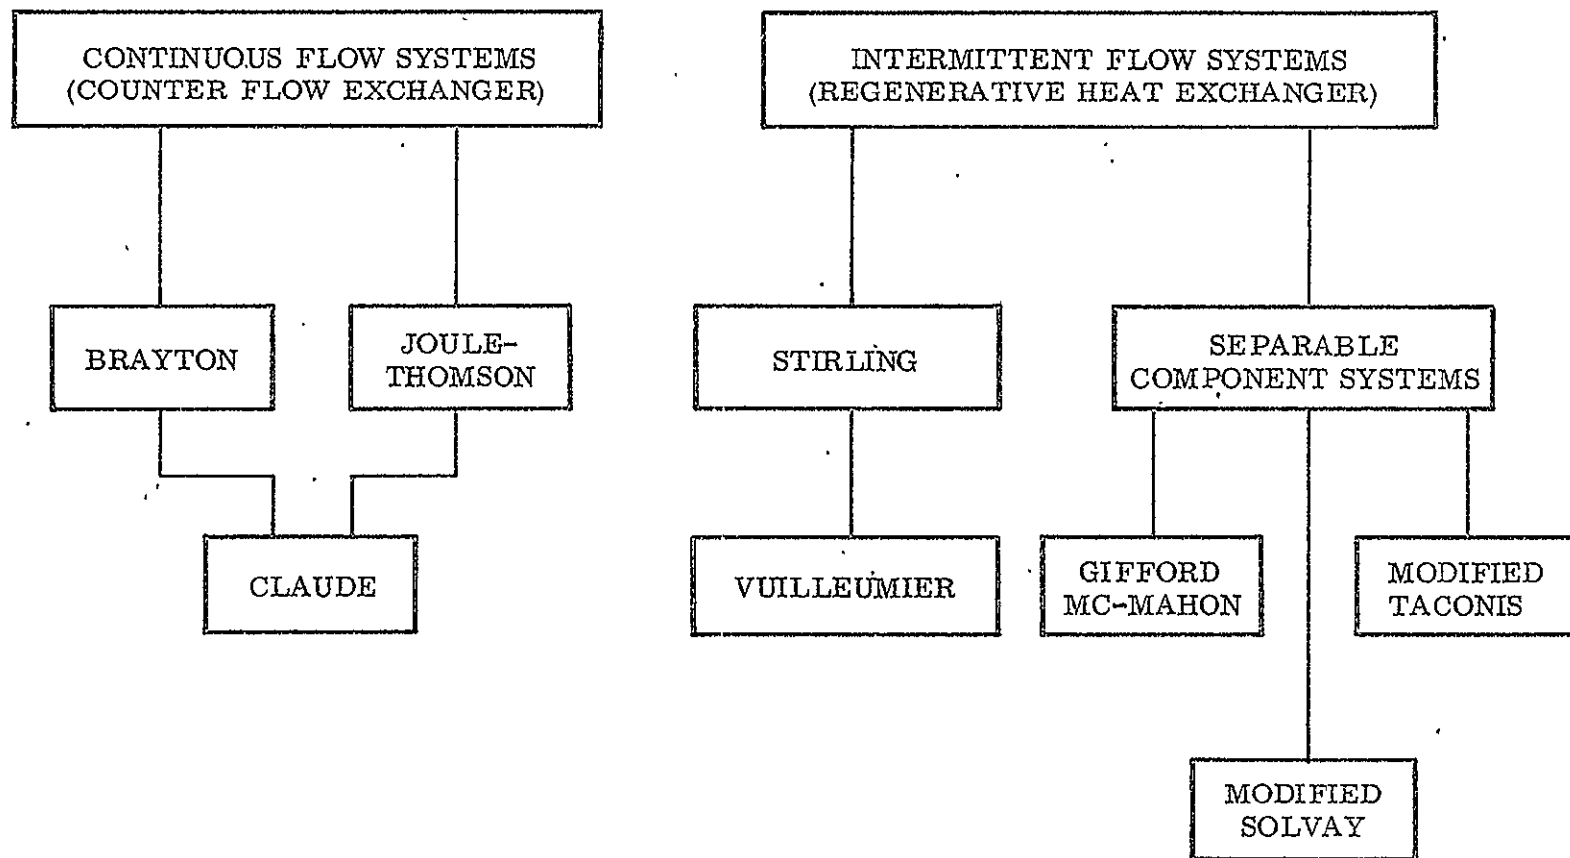 CONTINUOUS FLOW SYSTEMS
(COUNTER FLOW EXCHANGER)
INTERMITTENT FLOW SYSTEMS
(REGENERATIVE HEAT EXCHANGER)
BRAYTON
JOULE-
THOMSON
STIRLING
SEPARABLE
COMPONENT SYSTEMS
CLAUDE
VUILLEUMIER
GIFFORD
MC-MAHON
MODIFIED
TACONIS
MODIFIED
SOLVAY